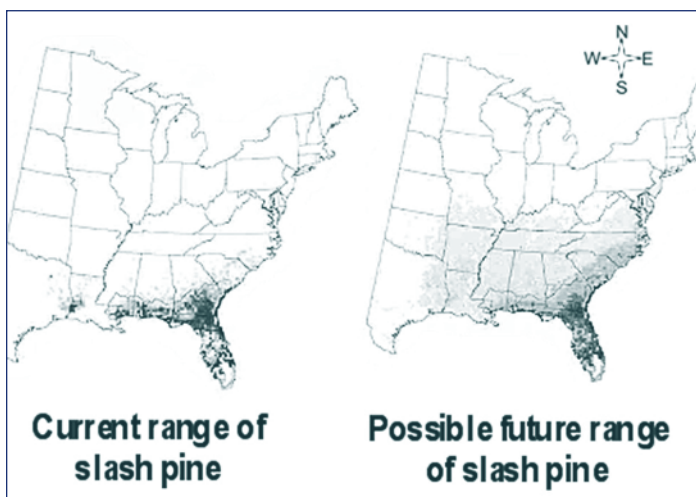 N
W E
S
Current range of
slash pine
Possible future range
of slash pine